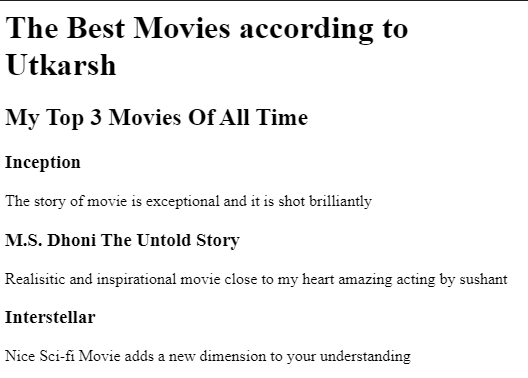 The Best Movies according to
Utkarsh
My Top 3 Movies Of All Time
Inception
The story of movie is exceptional and it is shot brilliantly
M.S. Dhoni The Untold Story
Realisitic and inspirational movie close to my heart amazing acting by sushant
Interstellar
Nice Sci-fi Movie adds a new dimension to your understanding